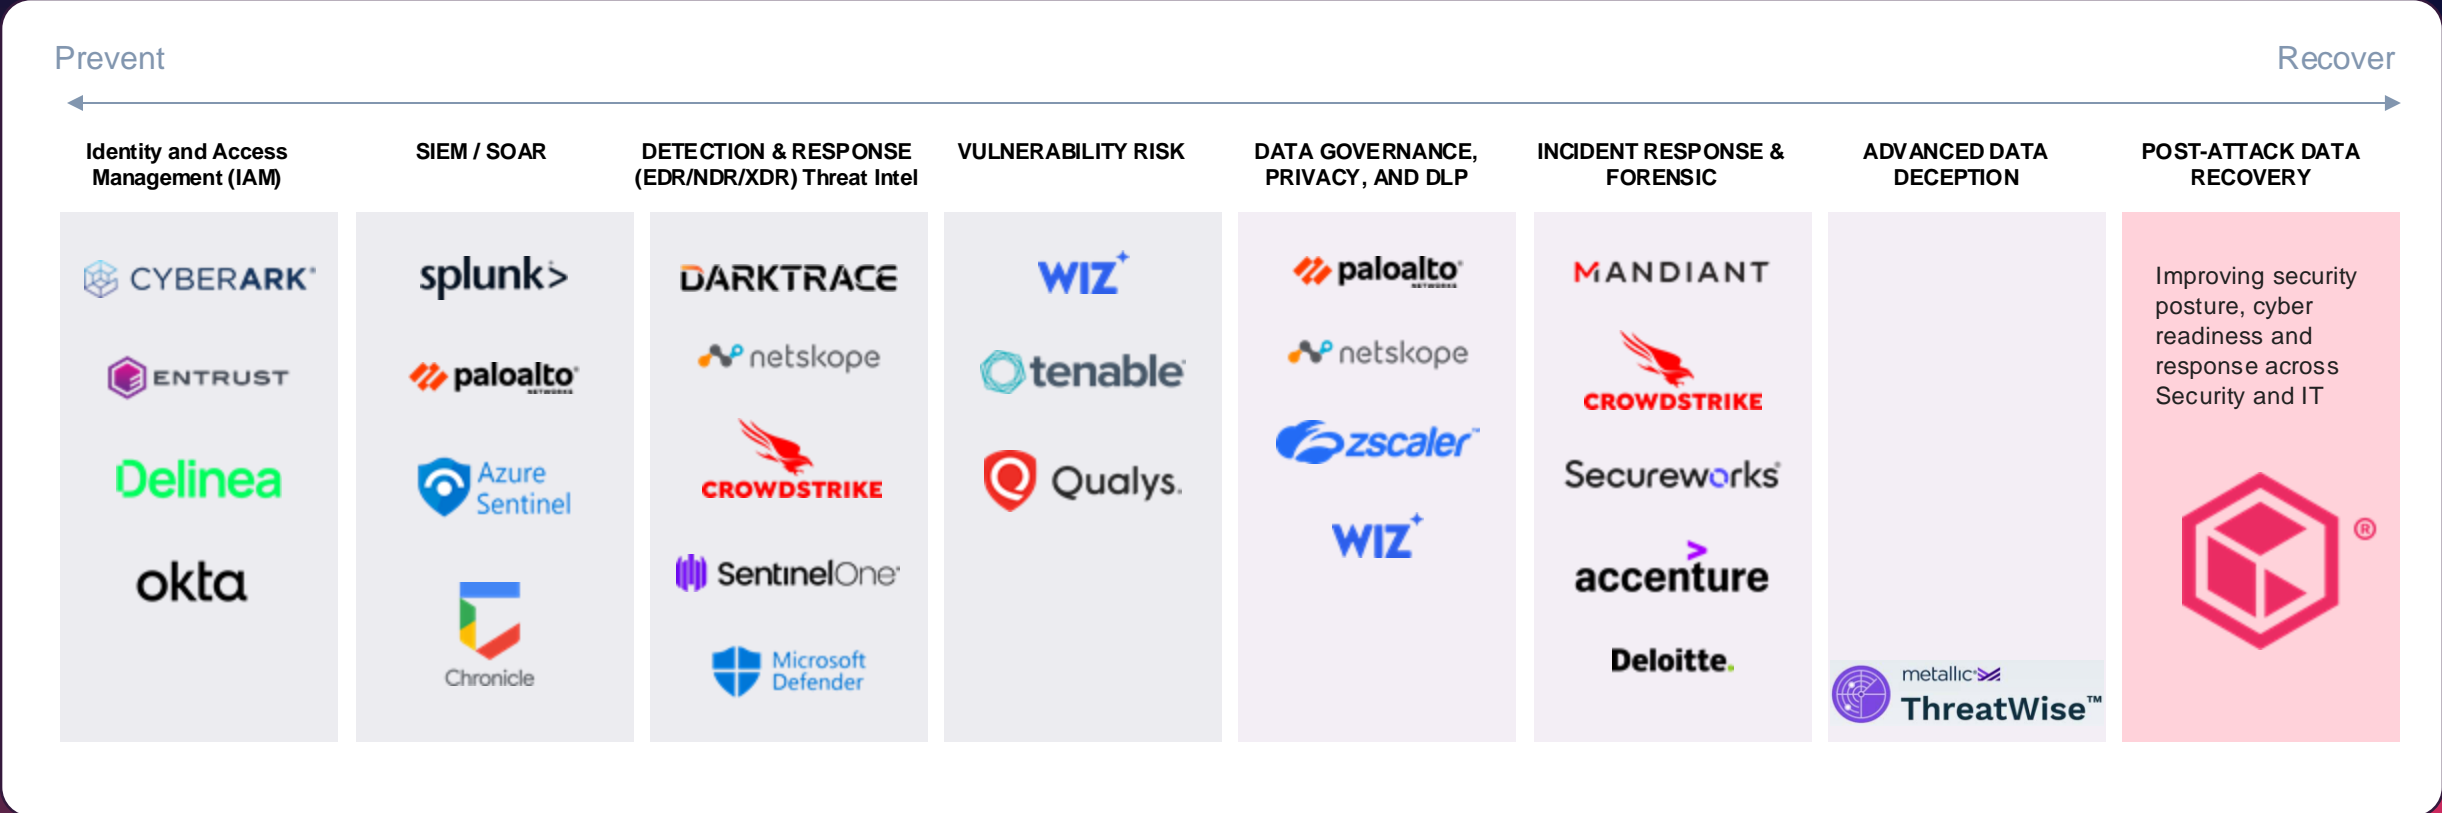 Prevent
Recover
Identity and Access
Management (IAM)
SIEM / SOAR
DETECTION & RESPONSE
(EDR/NDR/XDR) Threat Intel
VULNERABILITY RISK
DATA GOVERNANCE,
PRIVACY, AND DLP
INCIDENT RESPONSE &
FORENSIC
ADVANCED DATA
DECEPTION
POST-ATTACK DATA
RECOVERY
CYBERARK®
ENTRUST
Delinea
okta
splunk>
paloalto
NETWORKS
Azure
Sentinel
Chronicle
DARKTRACE
netskope
CROWDSTRIKE
SentinelOne
Microsoft
Defender
WIZ
tenable
Qualys.
paloalto
NETWORKS
netskope
zscaler™
WIZ
MANDIANT
CROWDSTRIKE
Secureworks
accenture
Deloitte.
metallic
ThreatWise™
Improving security
posture, cyber
readiness and
response across
Security and IT
®